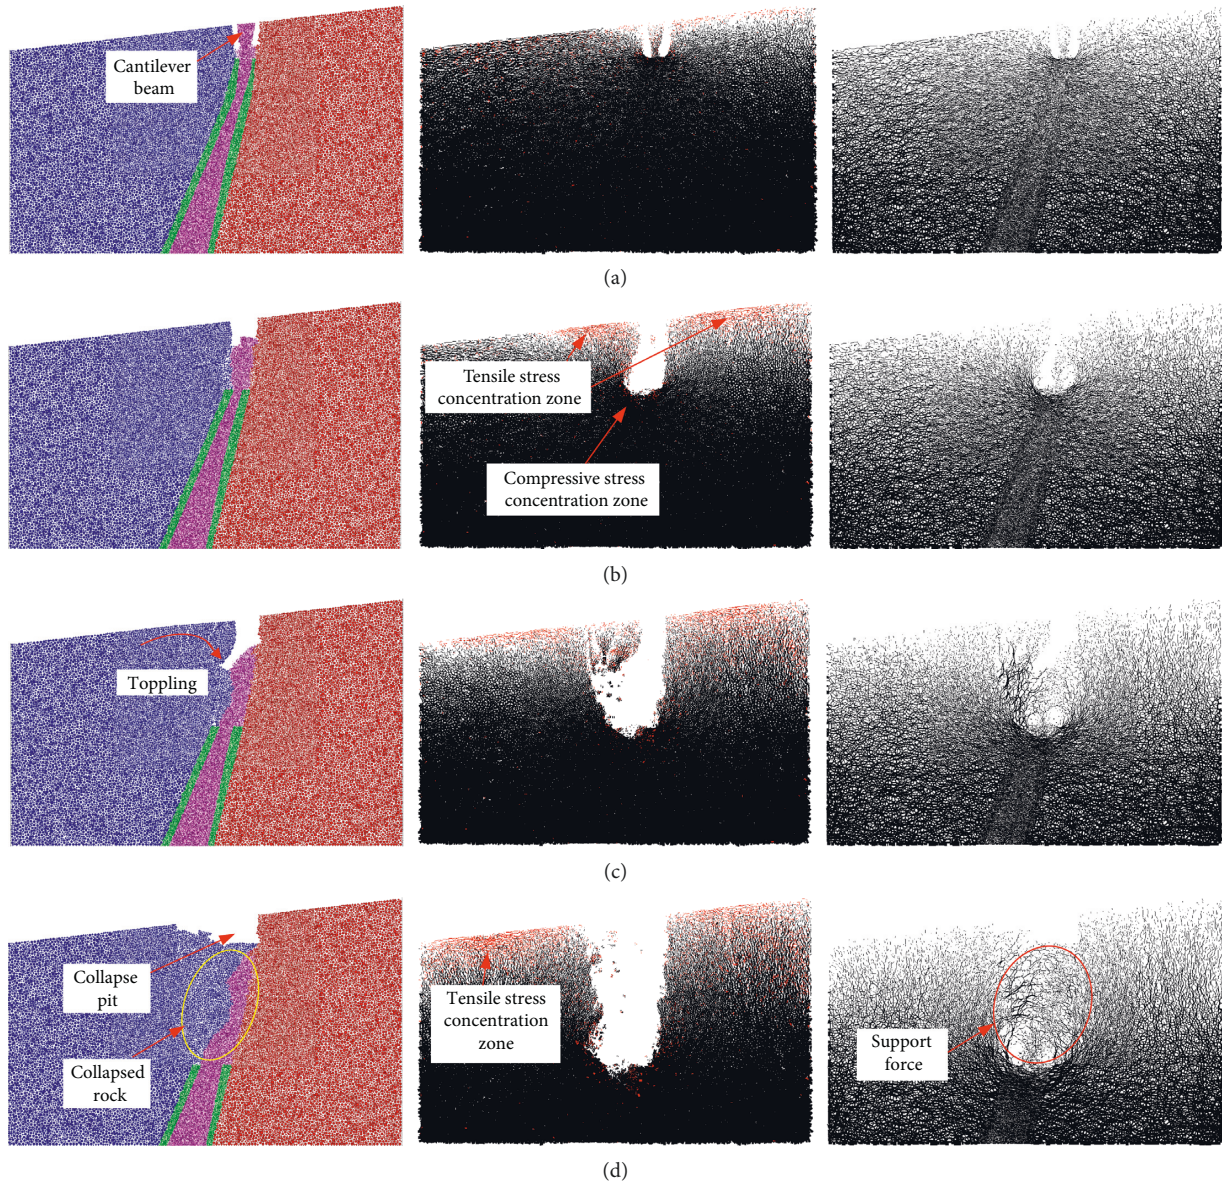 Cantilever
beam
(a)
Tensile stress
concentration zone
Compressive stress
concentration zone
(b)
Toppling
(c)
Collapse
pit
Collapsed
rock
Tensile stress
concentration
zone
Support
force
(d)